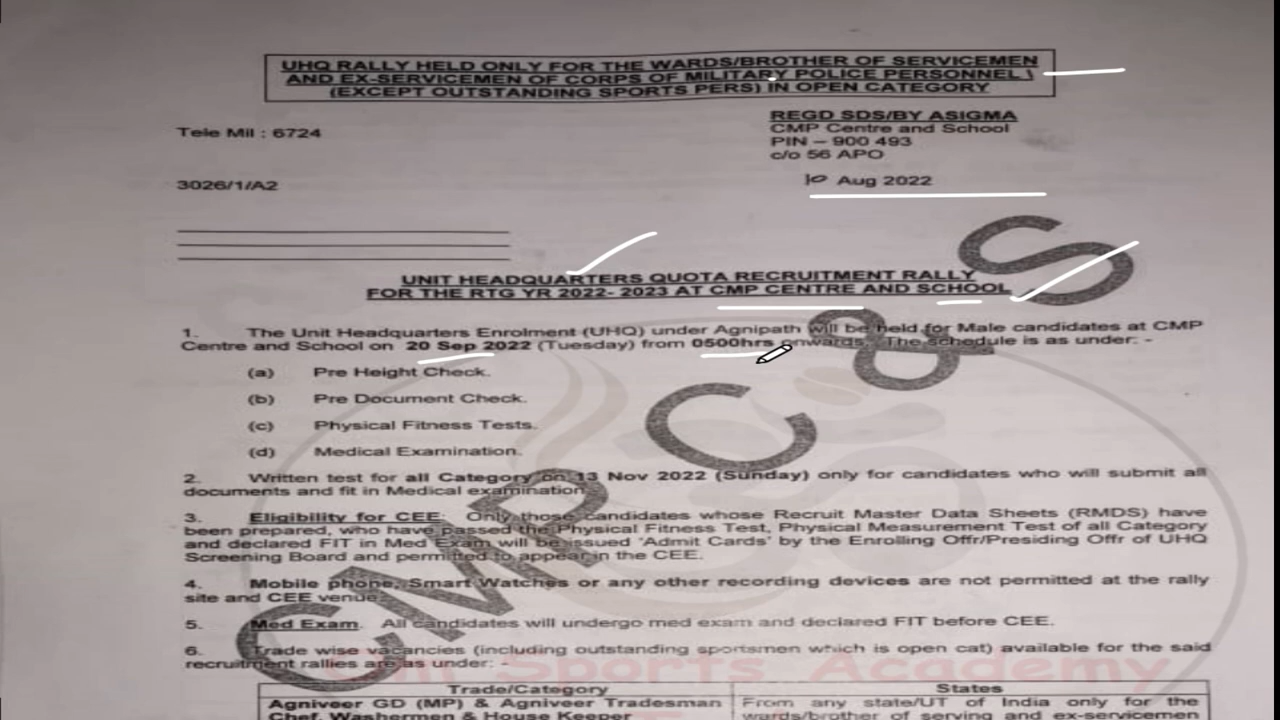 UHQ RALLY HELD ONLY FOR THE WARDS/BROTHER OF SERVICEMEN
AND EX-SERVICEMEN OF CORPS OF MILITARY POLICE PERSONNEL \
(EXCEPT OUTSTANDING SPORTS PERS) IN OPEN CATEGORY
REGD SDS/BY ASIGMA
Tele Mil : 6724
CMP Centre and School
PIN – 900 493
c/o 56 APO
3026/1/A2
10 Aug 2022
UNIT HEADQUARTERS QUOTA RECRUITMENT RALLY
FOR THE RTG YR 2022- 2023 AT CMP CENTRE AND SCHOOL
1. The Unit Headquarters Enrolment (UHQ) under Agnipath will be held for Male candidates at CMP
Centre and School on 20 Sep 2022 (Tuesday) from 0500hrs onwards. The schedule is as under: -
(a) Pre Height Check.
(b) Pre Document Check.
(c) Physical Fitness Tests.
(d) Medical Examination.
2. Written test for all Category on 13 Nov 2022 (Sunday) only for candidates who will submit all
documents and fit in Medical examination
3. Eligibility for CEE: Only those candidates whose Recruit Master Data Sheets (RMDS) have
been prepared, who have passed the Physical Fitness Test, Physical Measurement Test of all Category
and declared FIT in Med Exam will be issued 'Admit Cards' by the Enrolling Offr/Presiding Offr of UHQ
Screening Board and permitted to appear in the CEE.
4. Mobile phone, Smart Watches or any other recording devices are not permitted at the rally
site and CEE venue.
5. Med Exam. All candidates will undergo med exam and declared FIT before CEE.
6. Trade wise vacancies (including outstanding sportsmen which is open cat) available for the said
recruitment rallies are as under: -
Trade/Category States
Agniveer GD (MP) & Agniveer Tradesman From any state/UT of India only for the
Chef, Washermen & House Keeper wards/brother of serving and ex-servicemen
CMP C & S
Sports Academy